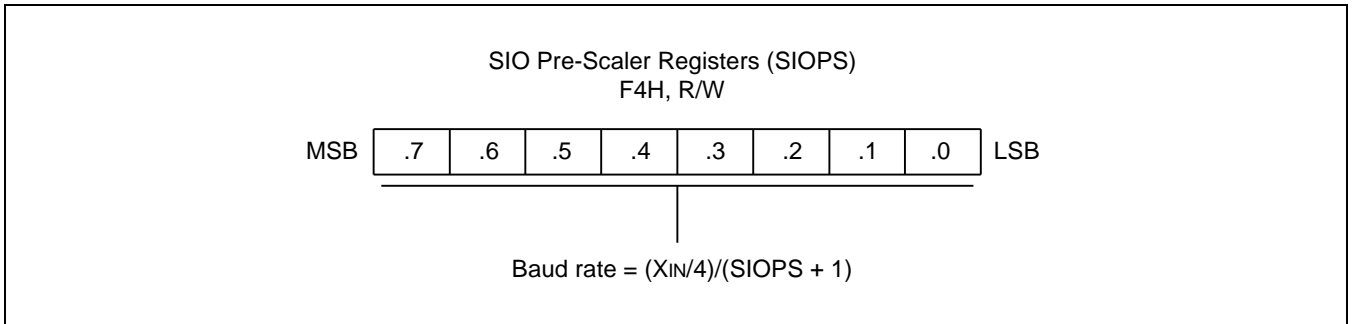 SIO Pre-Scaler Registers (SIOPS)
F4H, R/W
MSB .7 .6 .5 .4 .3 .2 .1 .0 LSB
Baud rate = (XIN/4)/(SIOPS + 1)